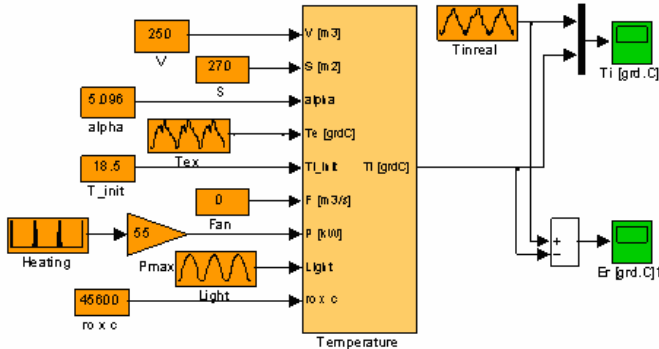 250
V
V [m3]
270
S
S [m2]
5.096
alpha
alpha
Tex
Te [grdC]
18.5
T_init
Ti_init
Ti [grdC]
0
Fan
F [m3/s]
Heating
55
Pmax
P [kW]
Light
Light
45600
ro x c
ro x c
Temperature
Tinreal
Ti [grd.C]
+
−
Er [grd.C]1